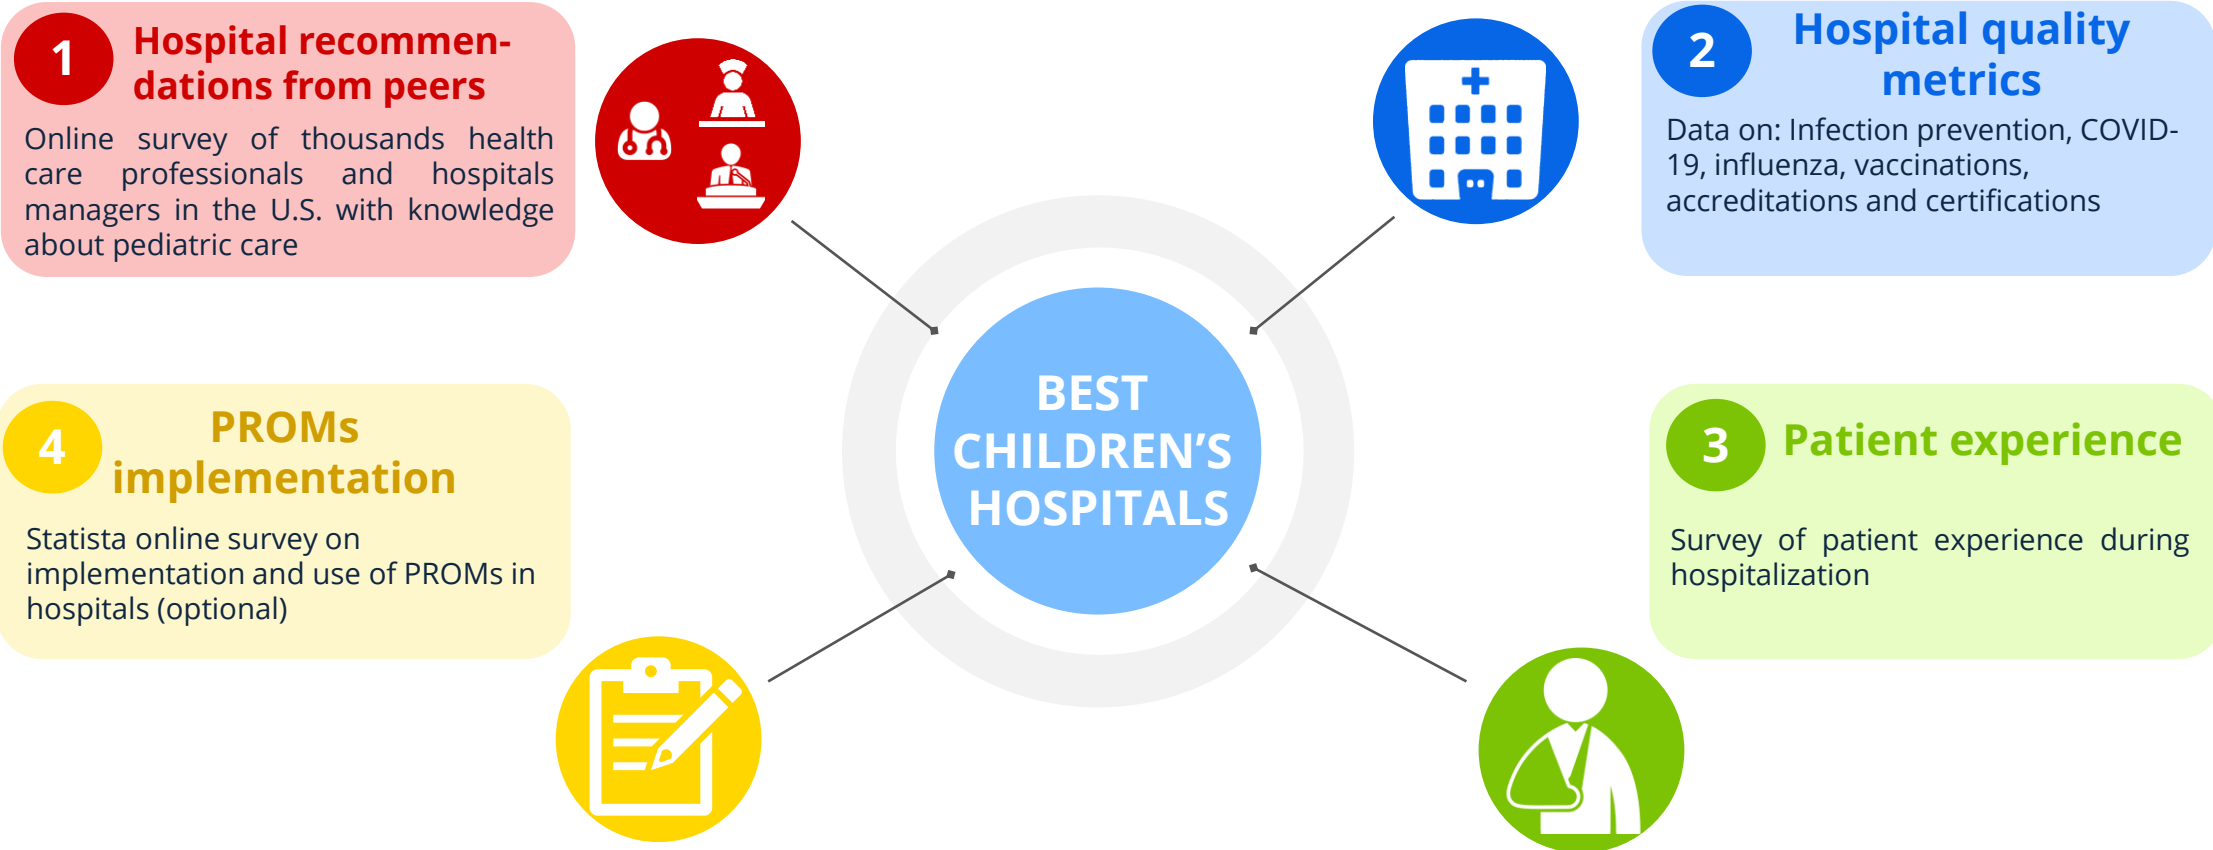 1
Hospital recommen-
dations from peers
Online survey of thousands health
care professionals and hospitals
managers in the U.S. with knowledge
about pediatric care
2
Hospital quality
metrics
Data on: Infection prevention, COVID-
19, influenza, vaccinations,
accreditations and certifications
BEST
CHILDREN’S
HOSPITALS
4
PROMs
implementation
Statista online survey on
implementation and use of PROMs in
hospitals (optional)
3
Patient experience
Survey of patient experience during
hospitalization